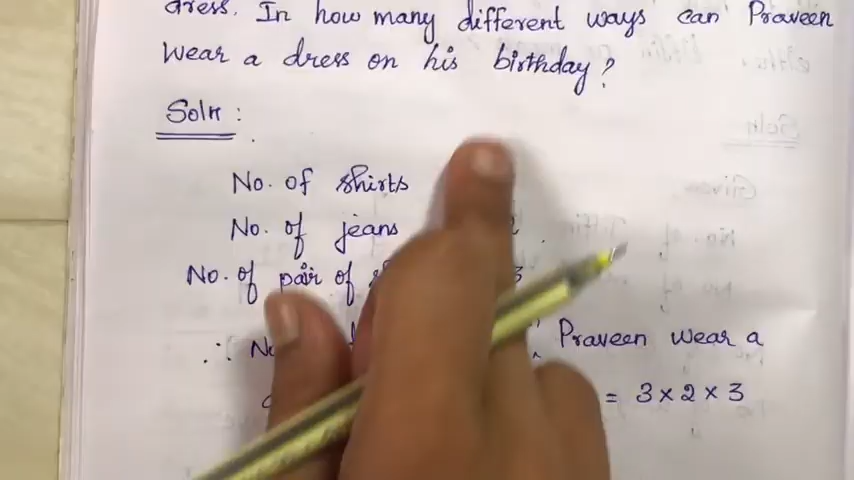 dress. In how many different ways can Praveen
Wear a dress on his birthday?
Soln :
No. of shirts
No. of jeans
No. of pair of
∴ Praveen wear a
= 3 × 2 × 3